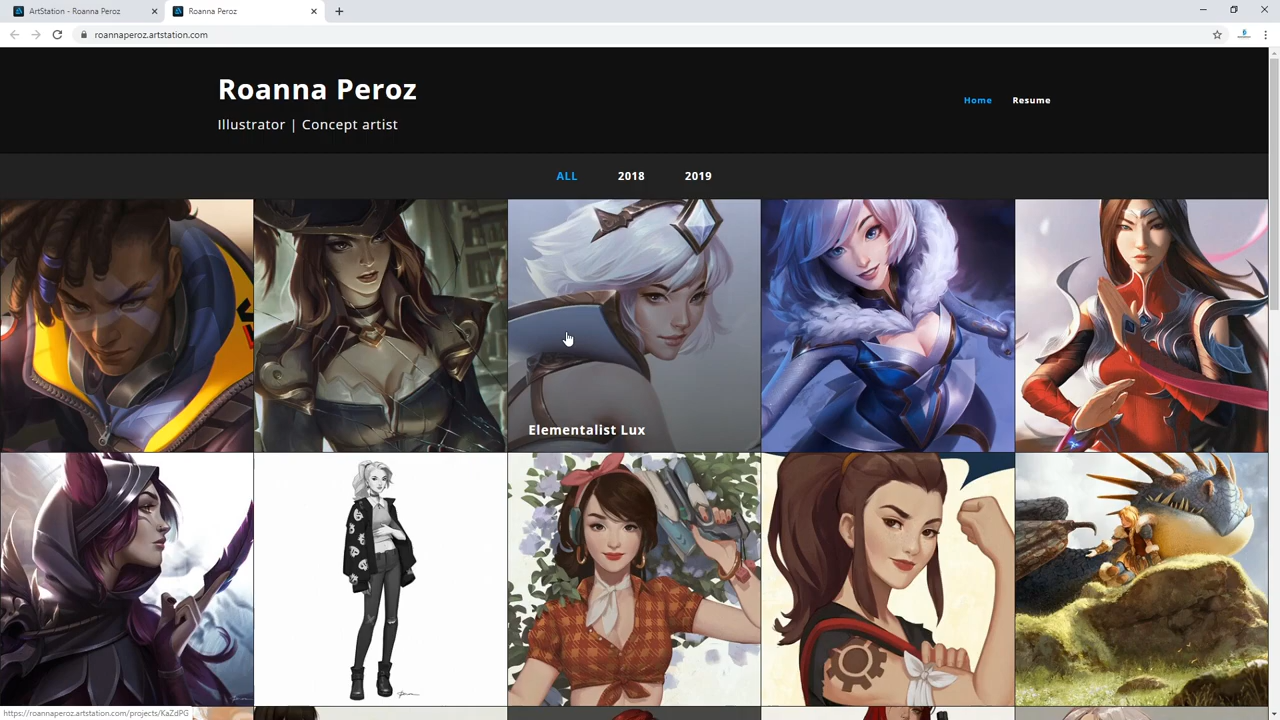 ArtStation - Roanna Peroz
Roanna Peroz
roannaperoz.artstation.com
Roanna Peroz
Illustrator | Concept artist
Home
Resume
ALL
2018
2019
Elementalist Lux
https://roannaperoz.artstation.com/projects/KaZdPG